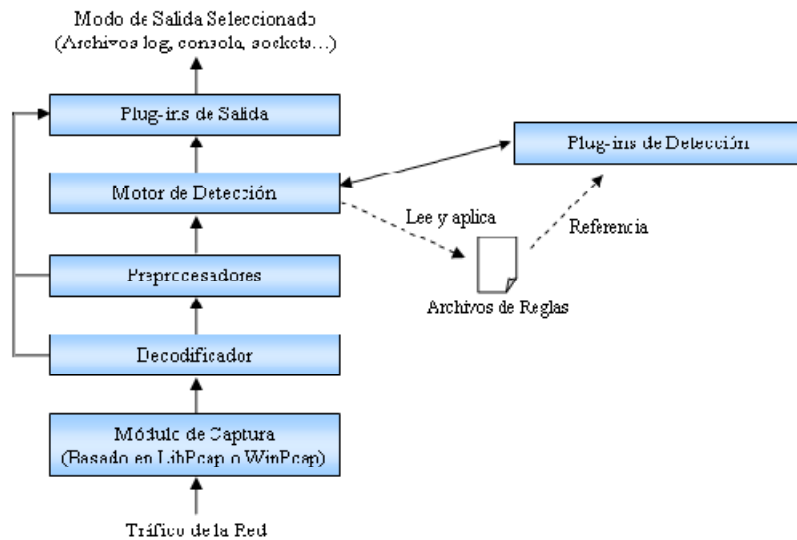 Modo de Salida Seleccionado
(Archivos log, consola, sockets...)
Plug-ins de Salida
Plug-ins de Detección
Motor de Detección
Lee y aplica
Referencia
Preprocesadores
Archivos de Reglas
Decodificador
Módulo de Captura
(Basado en LibPcap o WinPcap)
Tráfico de la Red